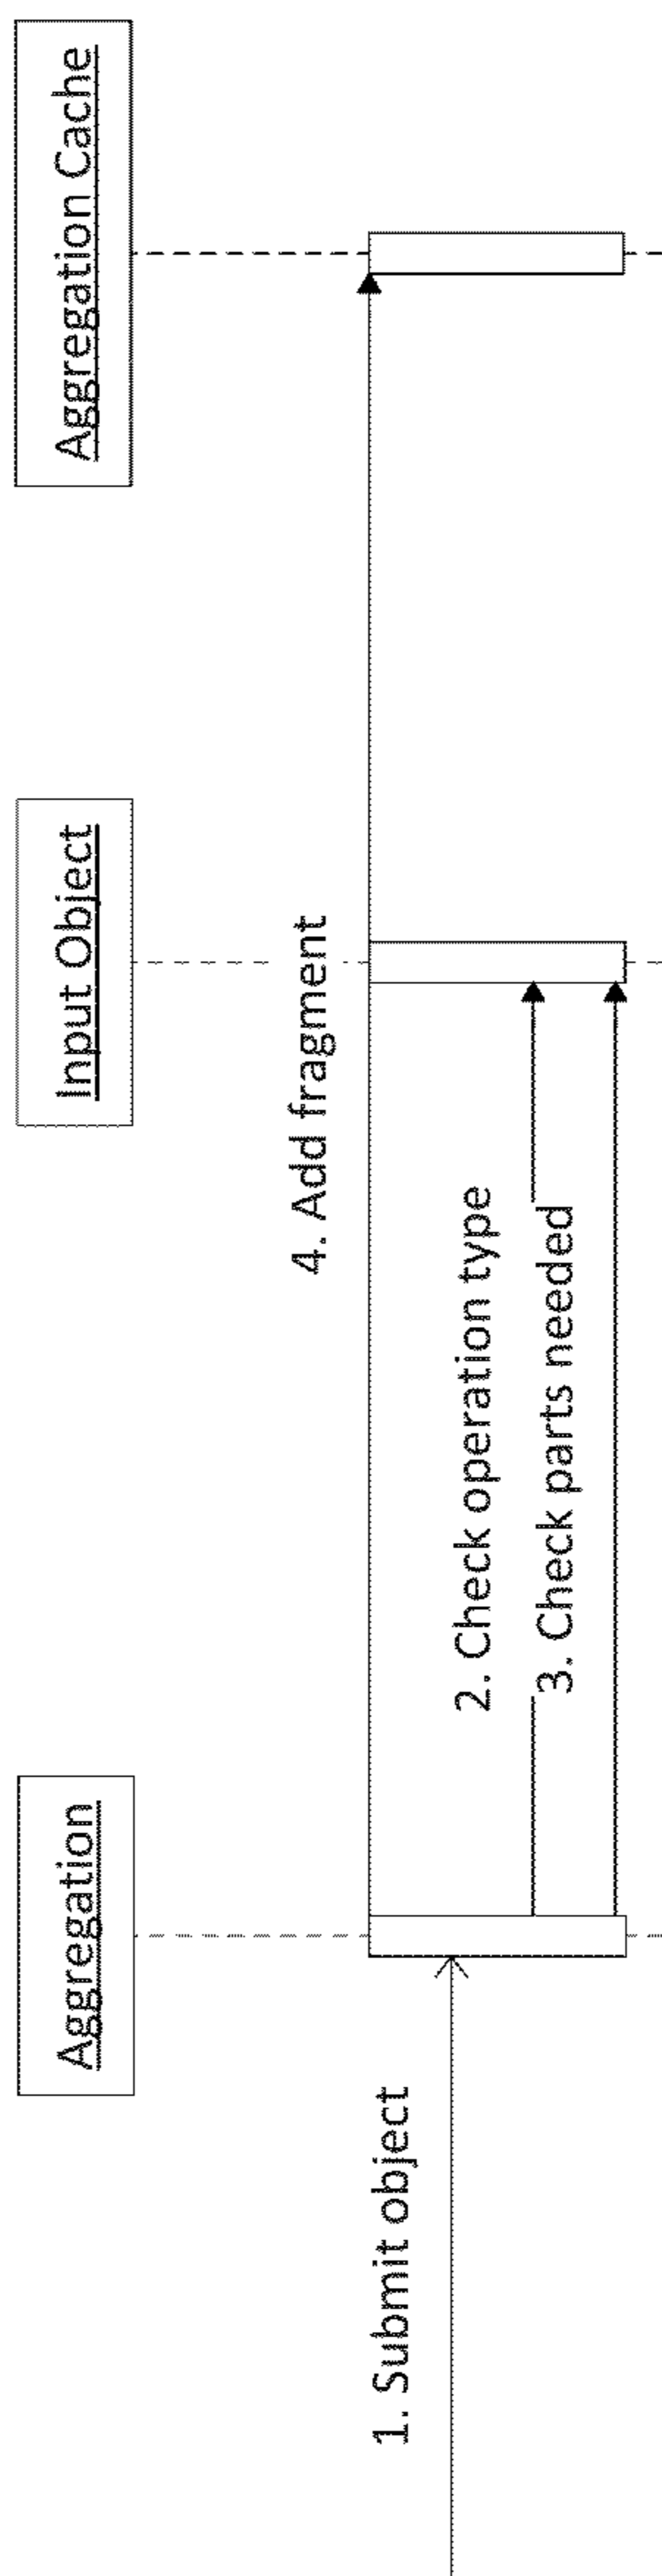 Aggregation
Input Object
Aggregation Cache
4. Add fragment
1. Submit object
2. Check operation type
3. Check parts needed